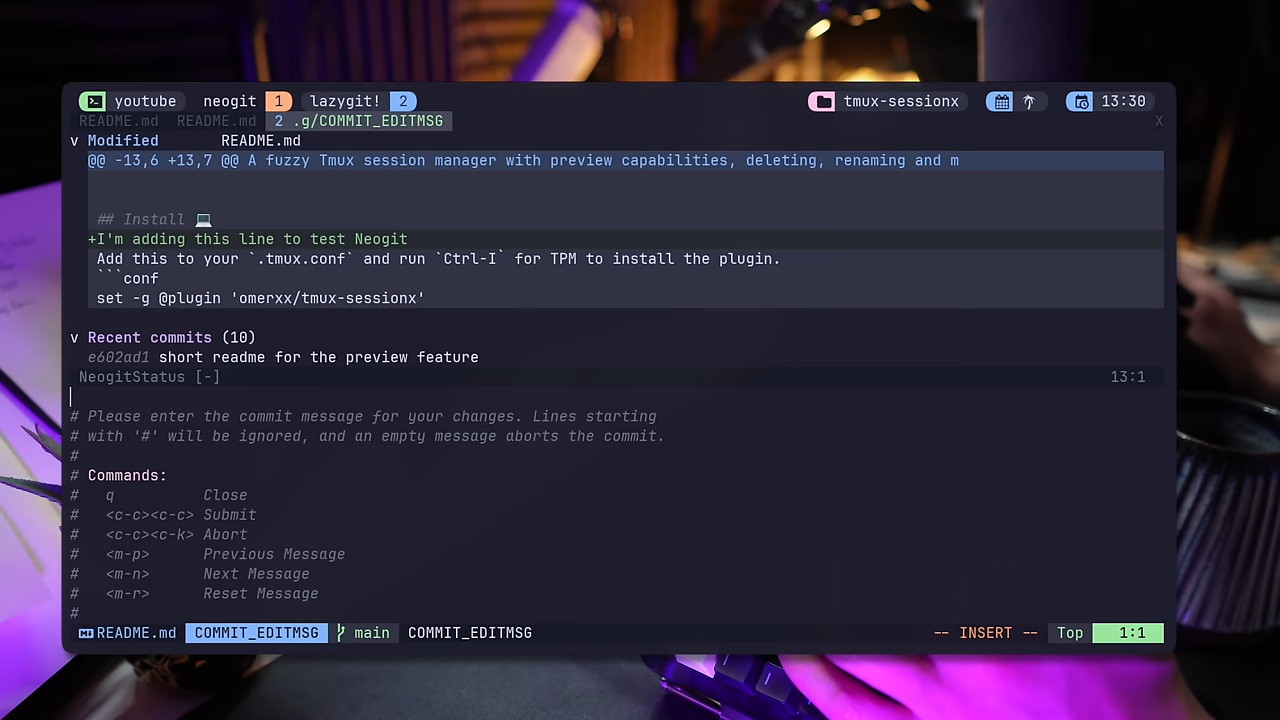 youtube neogit 1 lazygit! 2 tmux-sessionx 13:30
README.md README.md 2 .g/COMMIT_EDITMSG X
v Modified README.md
@@ -13,6 +13,7 @@ A fuzzy Tmux session manager with preview capabilities, deleting, renaming and m
## Install 💻
+I'm adding this line to test Neogit
Add this to your `.tmux.conf` and run `Ctrl-I` for TPM to install the plugin.
```conf
set -g @plugin 'omerxx/tmux-sessionx'
v Recent commits (10)
e602ad1 short readme for the preview feature
NeogitStatus [-] 13:1
# Please enter the commit message for your changes. Lines starting
# with '#' will be ignored, and an empty message aborts the commit.
#
# Commands:
# q Close
# <c-c><c-c> Submit
# <c-c><c-k> Abort
# <m-p> Previous Message
# <m-n> Next Message
# <m-r> Reset Message
#
README.md COMMIT_EDITMSG main COMMIT_EDITMSG -- INSERT -- Top 1:1